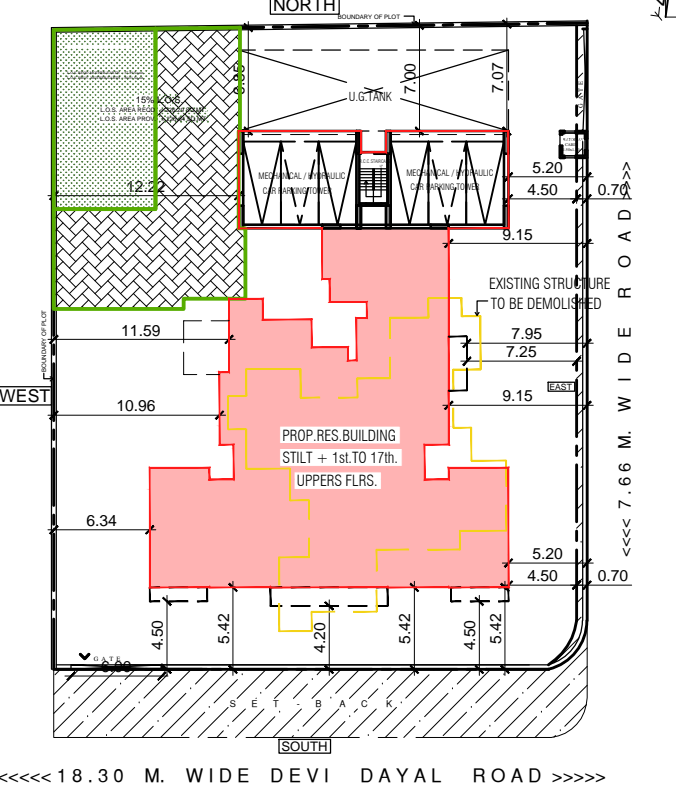 NORTH
BOUNDARY OF PLOT
7.00
7.07
U.G.TANK
GATE
15% L.O.S.
MECHANICAL / HYDRAULIC
CAR PARKING TOWER
MECHANICAL / HYDRAULIC
CAR PARKING TOWER
5.20
4.50
0.70
12.22
9.15
EXISTING STRUCTURE
TO BE DEMOLISHED
BOUNDARY OF PLOT
11.59
7.95
7.25
WEST
EAST
10.96
9.15
PROP.RES.BUILDING
STILT + 1st.TO 17th.
UPPERS FLRS.
6.34
5.20
4.50
0.70
4.50
5.42
4.20
5.42
4.50
5.42
GATE
SET-BACK
SOUTH
<<<<< 18.30 M. WIDE DEVI DAYAL ROAD >>>>>
<<<< 7.66 M. WIDE ROAD >>>>